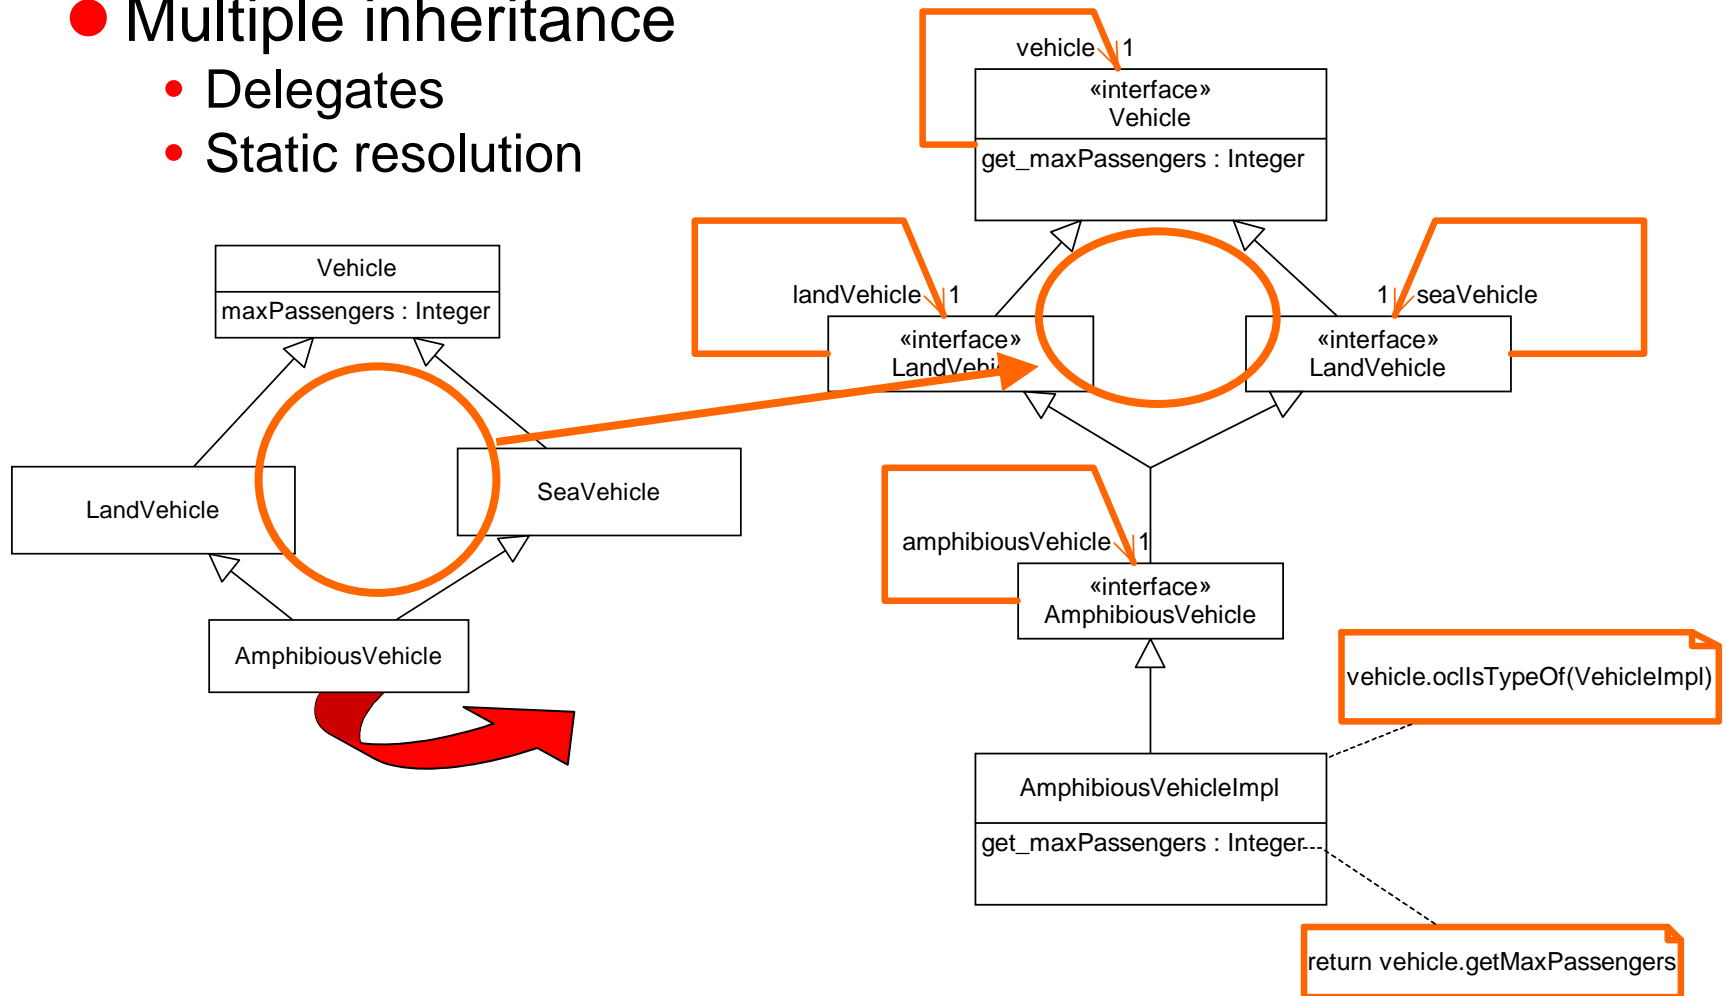 Multiple inheritance
Delegates
Static resolution
Vehicle
maxPassengers : Integer
LandVehicle
SeaVehicle
AmphibiousVehicle
vehicle 1
«interface»
Vehicle
get_maxPassengers : Integer
landVehicle 1
«interface»
LandVehicle
1 seaVehicle
«interface»
LandVehicle
amphibiousVehicle 1
«interface»
AmphibiousVehicle
vehicle.oclIsTypeOf(VehicleImpl)
AmphibiousVehicleImpl
get_maxPassengers : Integer
return vehicle.getMaxPassengers